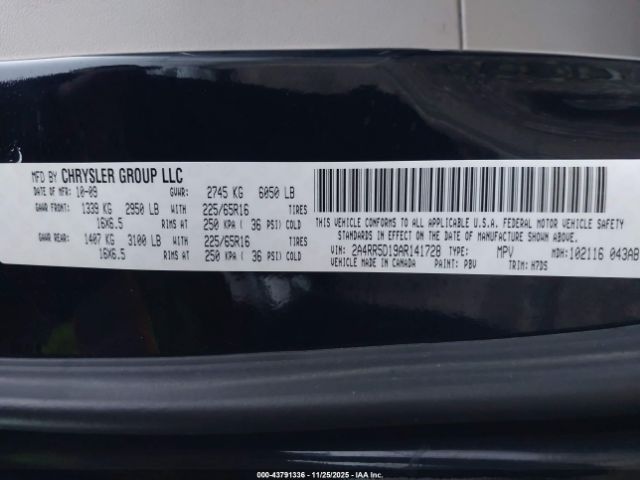 MFD BY CHRYSLER GROUP LLC
DATE OF MFR: 10-09 GVWR: 2745 KG 6050 LB
GAWR FRONT: 1339 KG 2950 LB WITH 225/65R16 TIRES
16X6.5 RIMS AT 250 KPA ( 36 PSI) COLD
GAWR REAR: 1407 KG 3100 LB WITH 225/65R16 TIRES
16X6.5 RIMS AT 250 KPA ( 36 PSI) COLD
THIS VEHICLE CONFORMS TO ALL APPLICABLE U.S.A. FEDERAL MOTOR VEHICLE SAFETY
STANDARDS IN EFFECT ON THE DATE OF MANUFACTURE SHOWN ABOVE.
VIN: 2A4RR5D19AR141728 TYPE: MPV MDH: 102116 043AB
VEHICLE MADE IN CANADA PAINT: PBV TRIM: H7DS
000-43791336 - 11/25/2025 - IAAI.COM